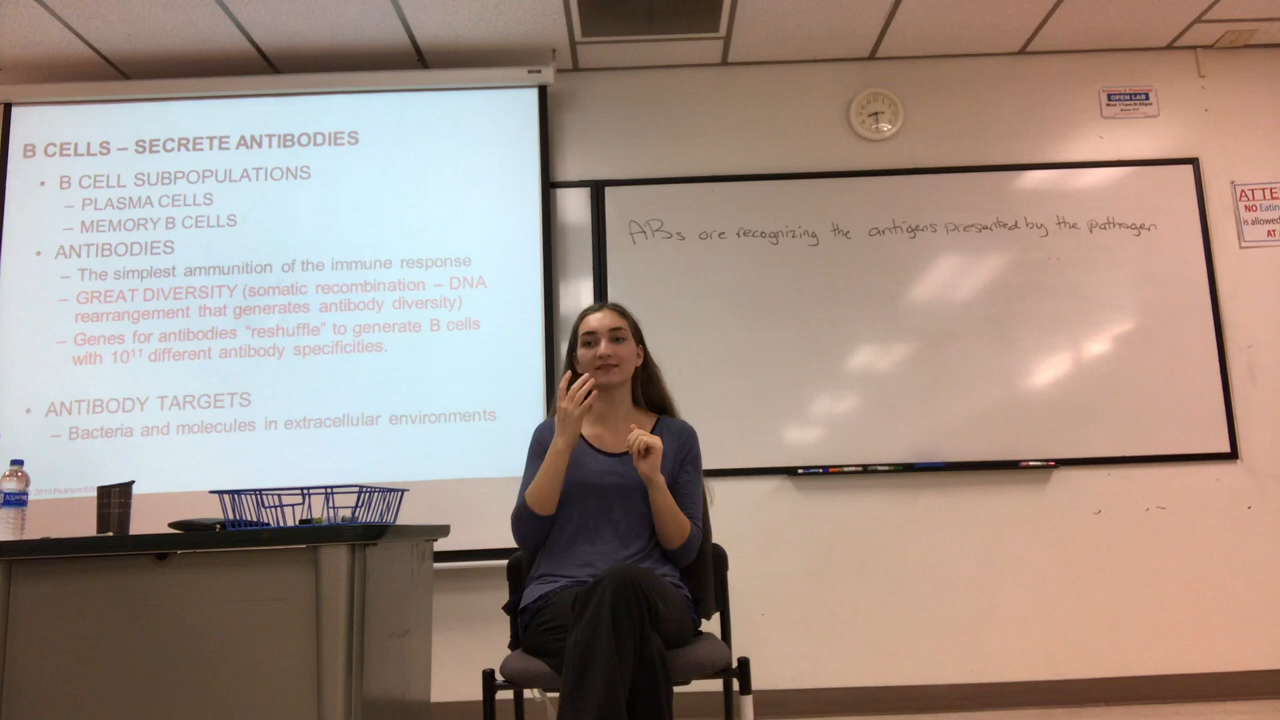 B CELLS – SECRETE ANTIBODIES
• B CELL SUBPOPULATIONS
– PLASMA CELLS
– MEMORY B CELLS
• ANTIBODIES
– The simplest ammunition of the immune response
– GREAT DIVERSITY (somatic recombination – DNA
rearrangement that generates antibody diversity)
– Genes for antibodies "reshuffle" to generate B cells
with 10¹¹ different antibody specificities.
• ANTIBODY TARGETS
– Bacteria and molecules in extracellular environments
ABs are recognizing the antigens presented by the pathogen
OPEN LAB
ATTE
NO Eatin
is allowed
AT